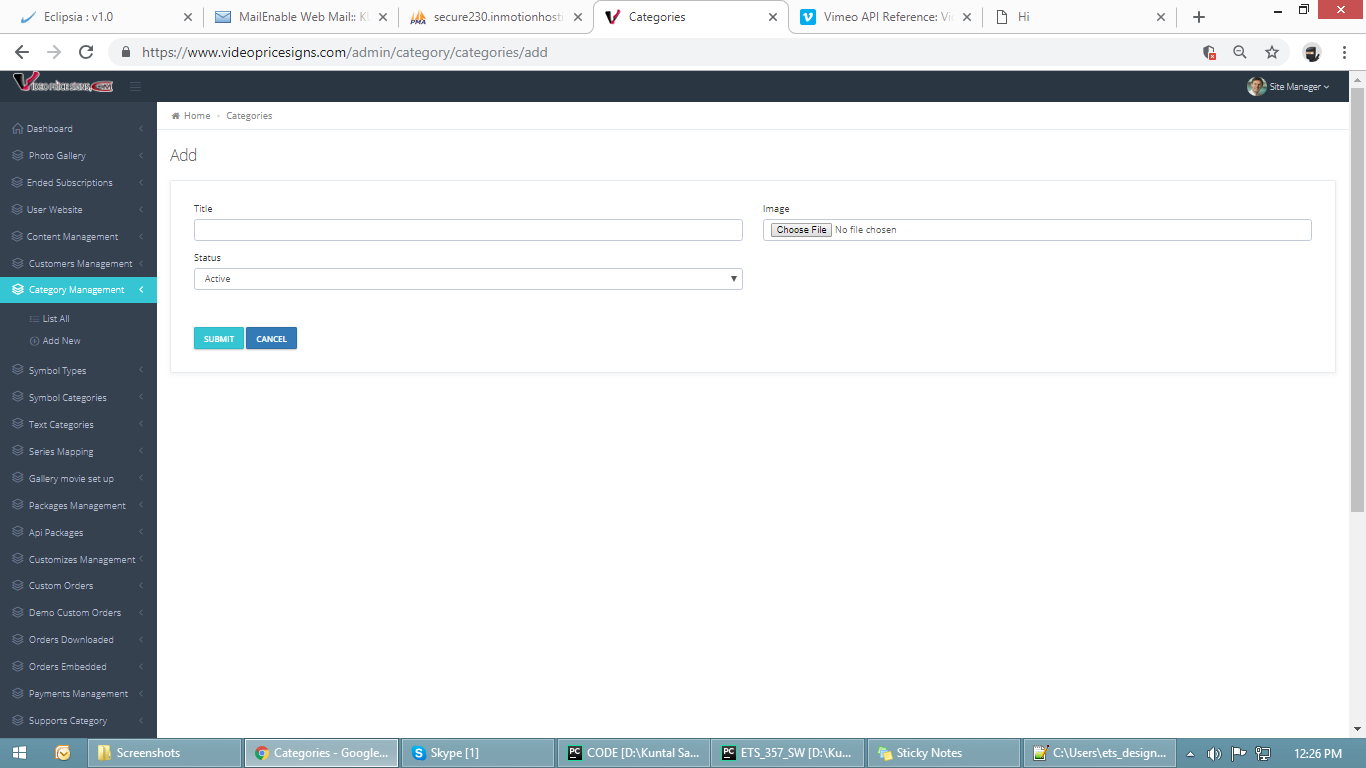 Eclipsia : v1.0
MailEnable Web Mail:: K
secure230.inmotionhosti
Categories
Vimeo API Reference: Vi
Hi
https://www.videopricesigns.com/admin/category/categories/add
VIDEO PRICE SIGNS.COM
Site Manager
Home
Categories
Dashboard
Photo Gallery
Ended Subscriptions
User Website
Content Management
Customers Management
Category Management
List All
Add New
Symbol Types
Symbol Categories
Text Categories
Series Mapping
Gallery movie set up
Packages Management
Api Packages
Customizes Management
Custom Orders
Demo Custom Orders
Orders Downloaded
Orders Embedded
Payments Management
Supports Category
Add
Title
Image
Choose File No file chosen
Status
Active
SUBMIT
CANCEL
Screenshots
Categories - Google...
Skype [1]
CODE [D:\Kuntal Sa...
ETS_357_SW [D:\Ku...
Sticky Notes
C:\Users\ets_design...
12:26 PM